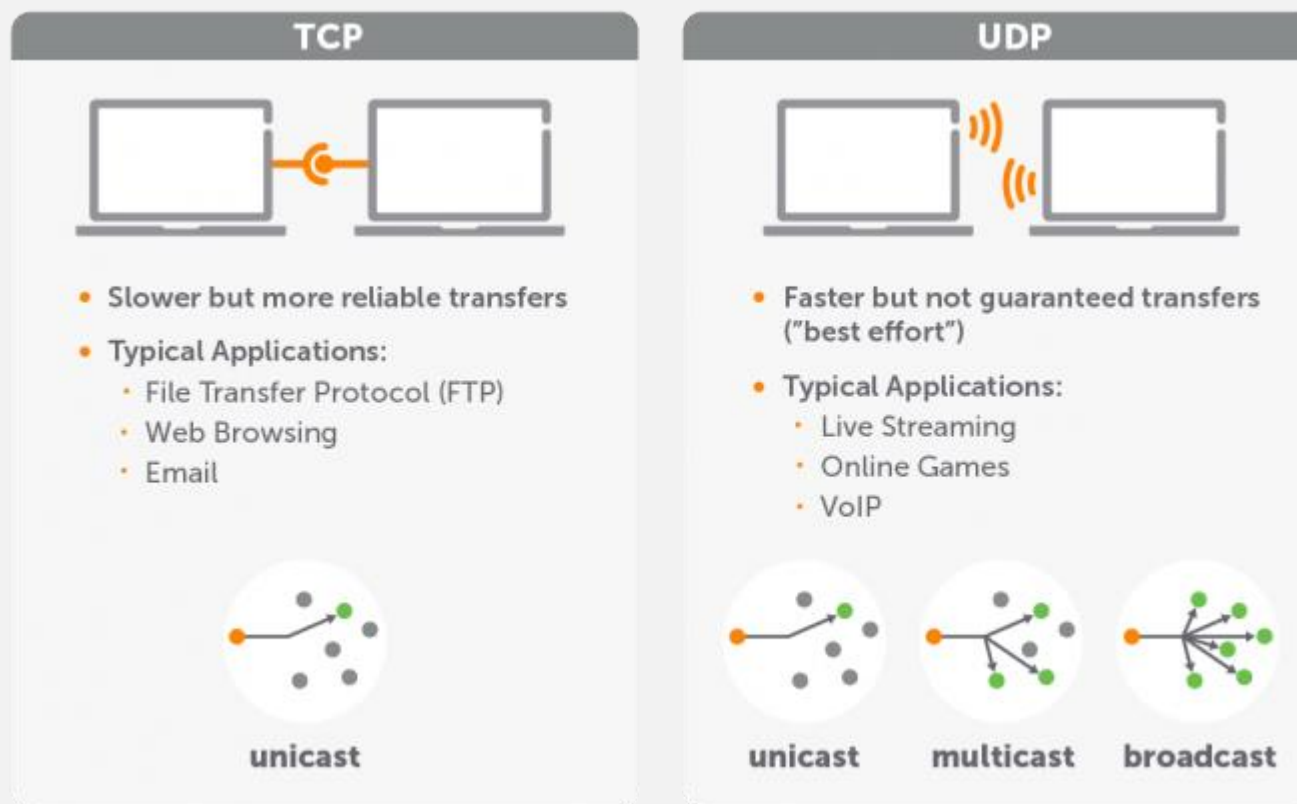 TCP
• Slower but more reliable transfers
• Typical Applications:
• File Transfer Protocol (FTP)
• Web Browsing
• Email
unicast
UDP
• Faster but not guaranteed transfers
("best effort")
• Typical Applications:
• Live Streaming
• Online Games
• VoIP
unicast
multicast
broadcast